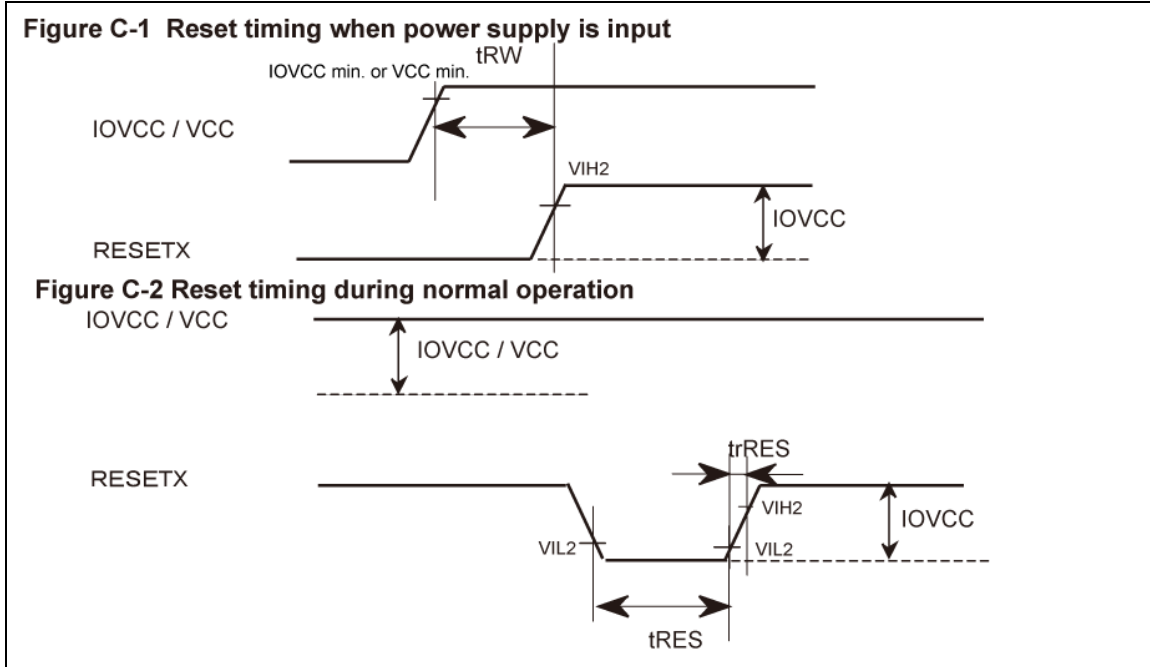 Figure C-1 Reset timing when power supply is input
tRW
IOVCC min. or VCC min.
IOVCC / VCC
VIH2
IOVCC
RESETX
Figure C-2 Reset timing during normal operation
IOVCC / VCC
IOVCC / VCC
trRES
RESETX
VIH2
IOVCC
VIL2
VIL2
tRES